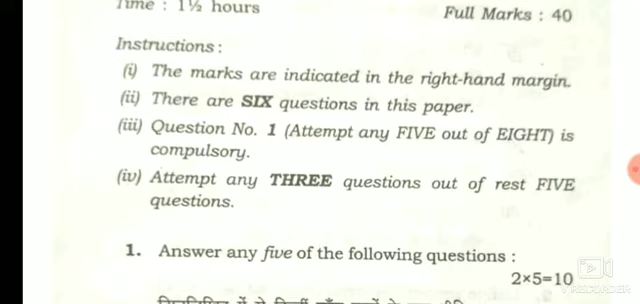 Time : 1½ hours
Full Marks : 40
Instructions :
(i) The marks are indicated in the right-hand margin.
(ii) There are SIX questions in this paper.
(iii) Question No. 1 (Attempt any FIVE out of EIGHT) is
compulsory.
(iv) Attempt any THREE questions out of rest FIVE
questions.
1. Answer any five of the following questions :
2×5=10
V RECORDER